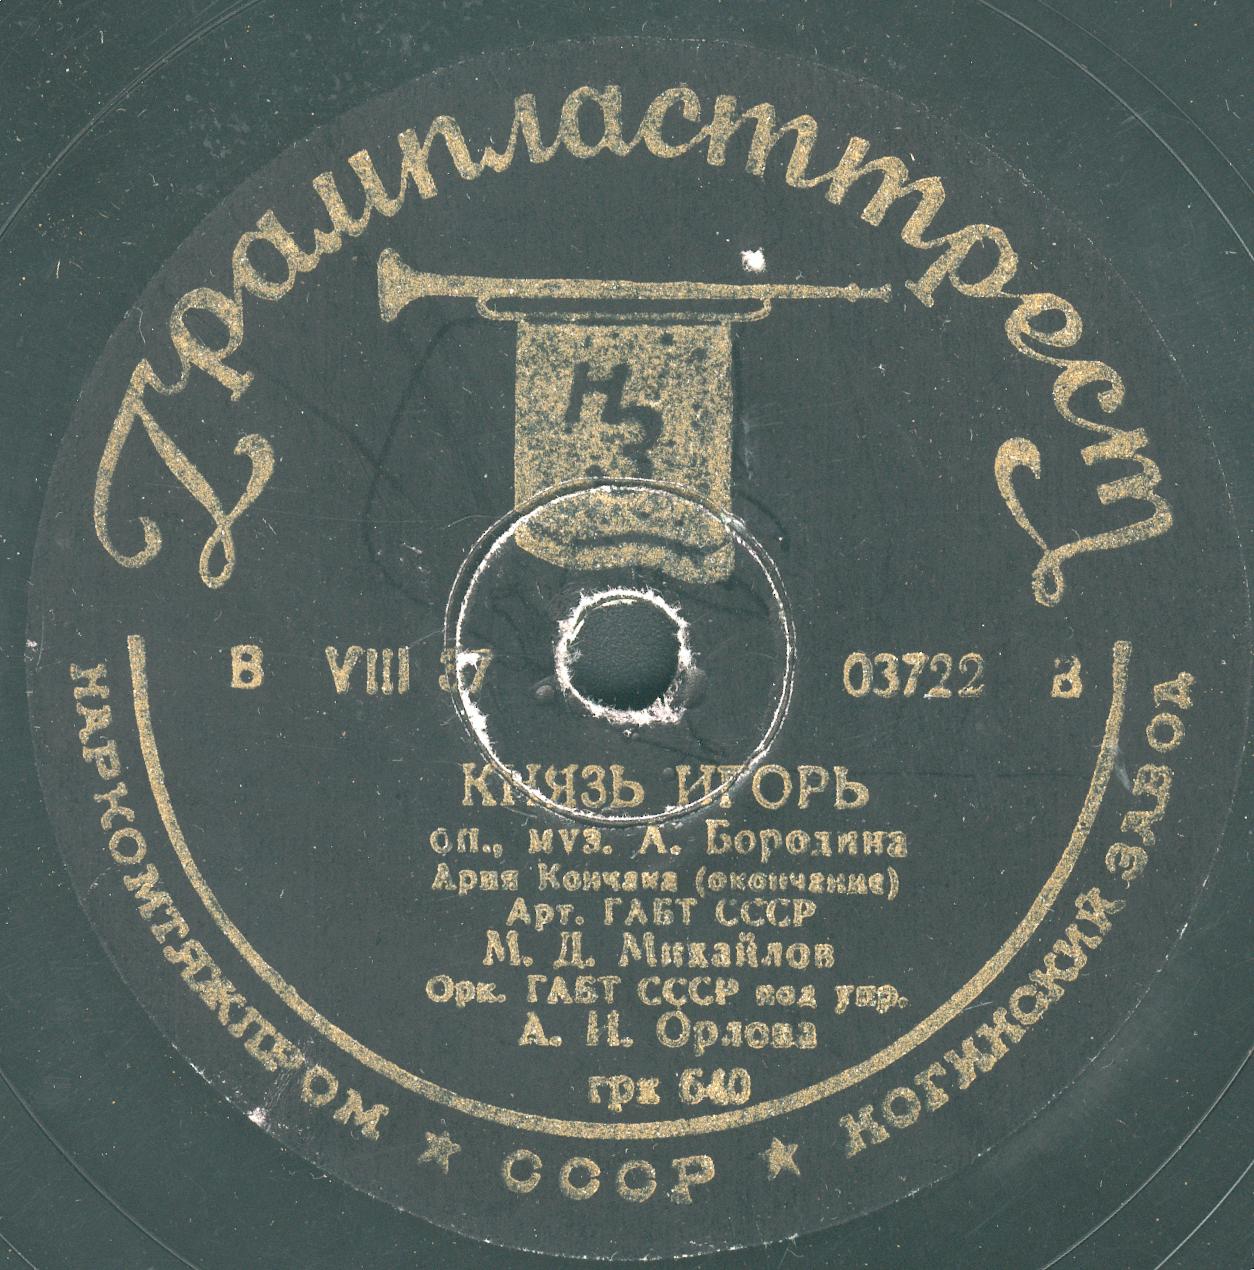 Грампласттрест
НЗ
В VIII 37 03722 В
КНЯЗЬ ИГОРЬ
оп., муз. А. Бородина
Ария Кончака (окончание)
Арт. ГАБТ СССР
М. Д. Михайлов
Орк. ГАБТ СССР под упр.
А. И. Орлова
грк 640
НАРКОМТЯЖПРОМ ★ СССР ★ НОГИНСКИЙ ЗАВОД